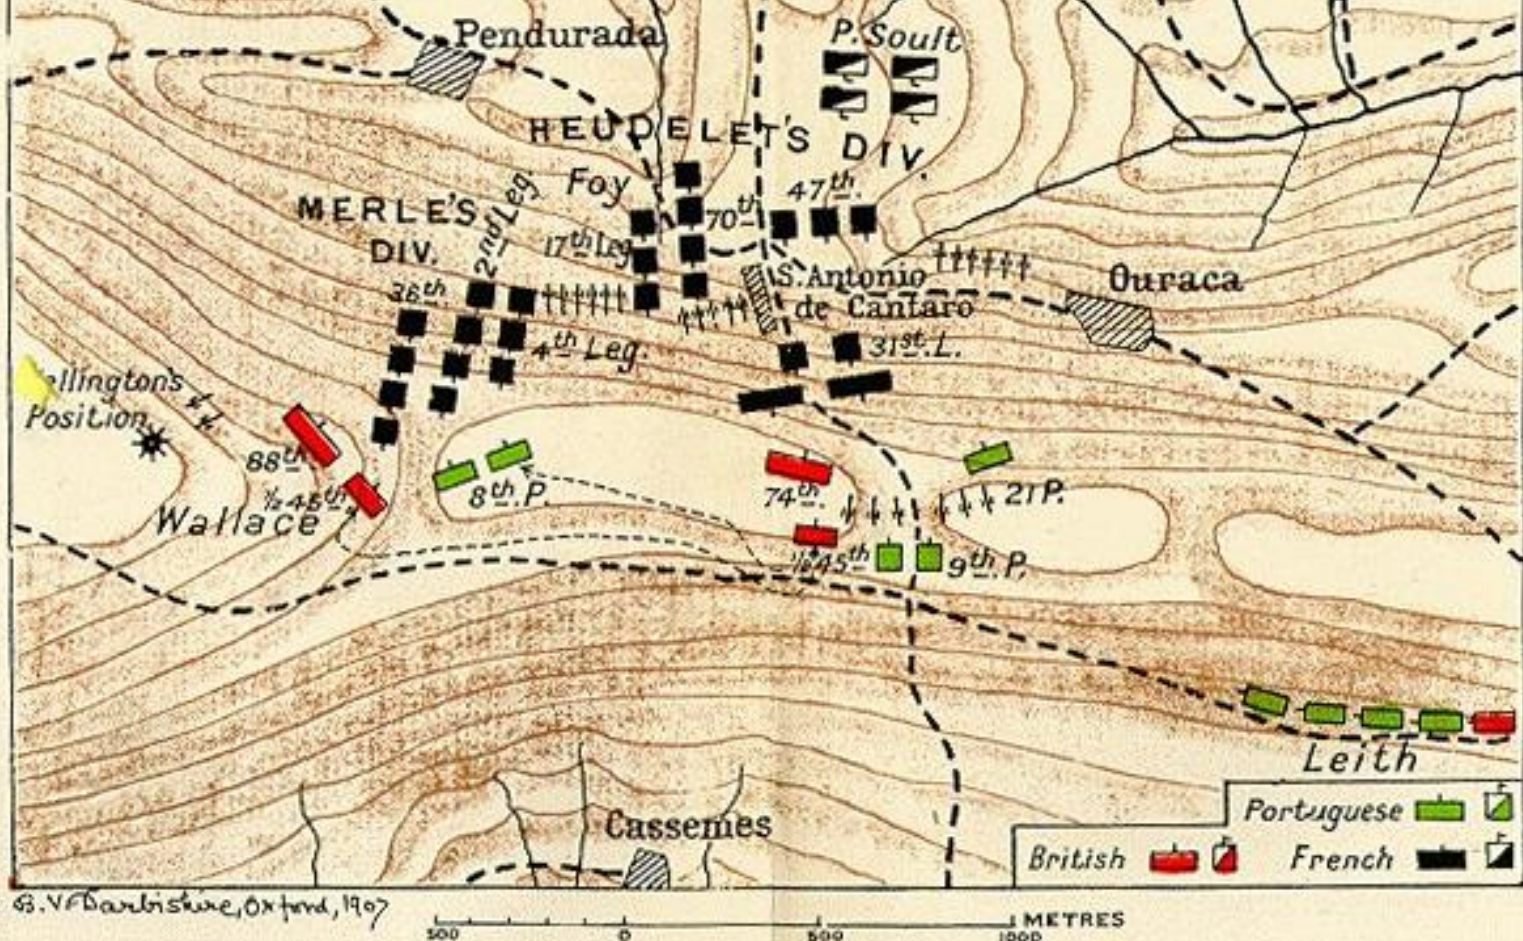 Pendurada
P. Soult
HEUDELET'S DIV.
Foy
47th.
MERLE'S
DIV.
2nd Leg.
70th
17th Leg.
36th.
S. Antonio
de Cantaro
Ouraca
4th Leg.
31st. L.
ellington's
Position
88th
8th. P.
74th.
21 P.
½ 45th
Wallace
½ 45th
9th. P.
Leith
Portuguese
British
French
Cassemes
B. V. Darbishire, Oxford, 1907
500 0 500 1000 METRES